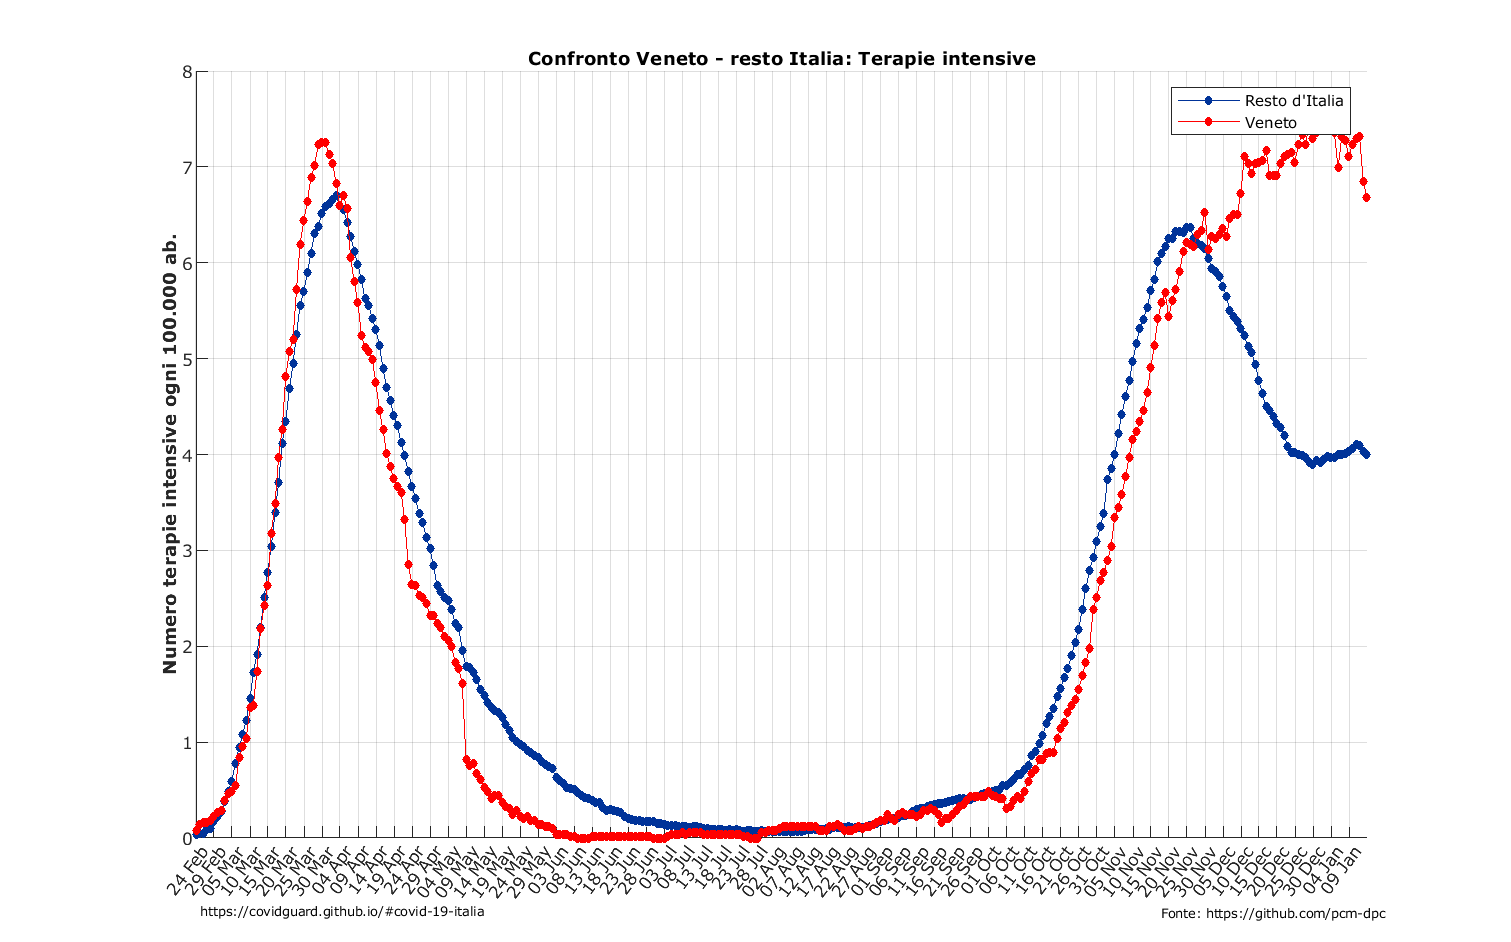 Confronto Veneto - resto Italia: Terapie intensive
Resto d'Italia
Veneto
Numero terapie intensive ogni 100.000 ab.
8
7
6
5
4
3
2
1
0
24 Feb
29 Feb
05 Mar
10 Mar
15 Mar
20 Mar
25 Mar
30 Mar
04 Apr
09 Apr
14 Apr
19 Apr
24 Apr
29 Apr
04 May
09 May
14 May
19 May
24 May
29 May
03 Jun
08 Jun
13 Jun
18 Jun
23 Jun
28 Jun
03 Jul
08 Jul
13 Jul
18 Jul
23 Jul
28 Jul
02 Aug
07 Aug
12 Aug
17 Aug
22 Aug
27 Aug
01 Sep
06 Sep
11 Sep
16 Sep
21 Sep
26 Sep
01 Oct
06 Oct
11 Oct
16 Oct
21 Oct
26 Oct
31 Oct
05 Nov
10 Nov
15 Nov
20 Nov
25 Nov
30 Nov
05 Dec
10 Dec
15 Dec
20 Dec
25 Dec
30 Dec
04 Jan
09 Jan
https://covidguard.github.io/#covid-19-italia
Fonte: https://github.com/pcm-dpc